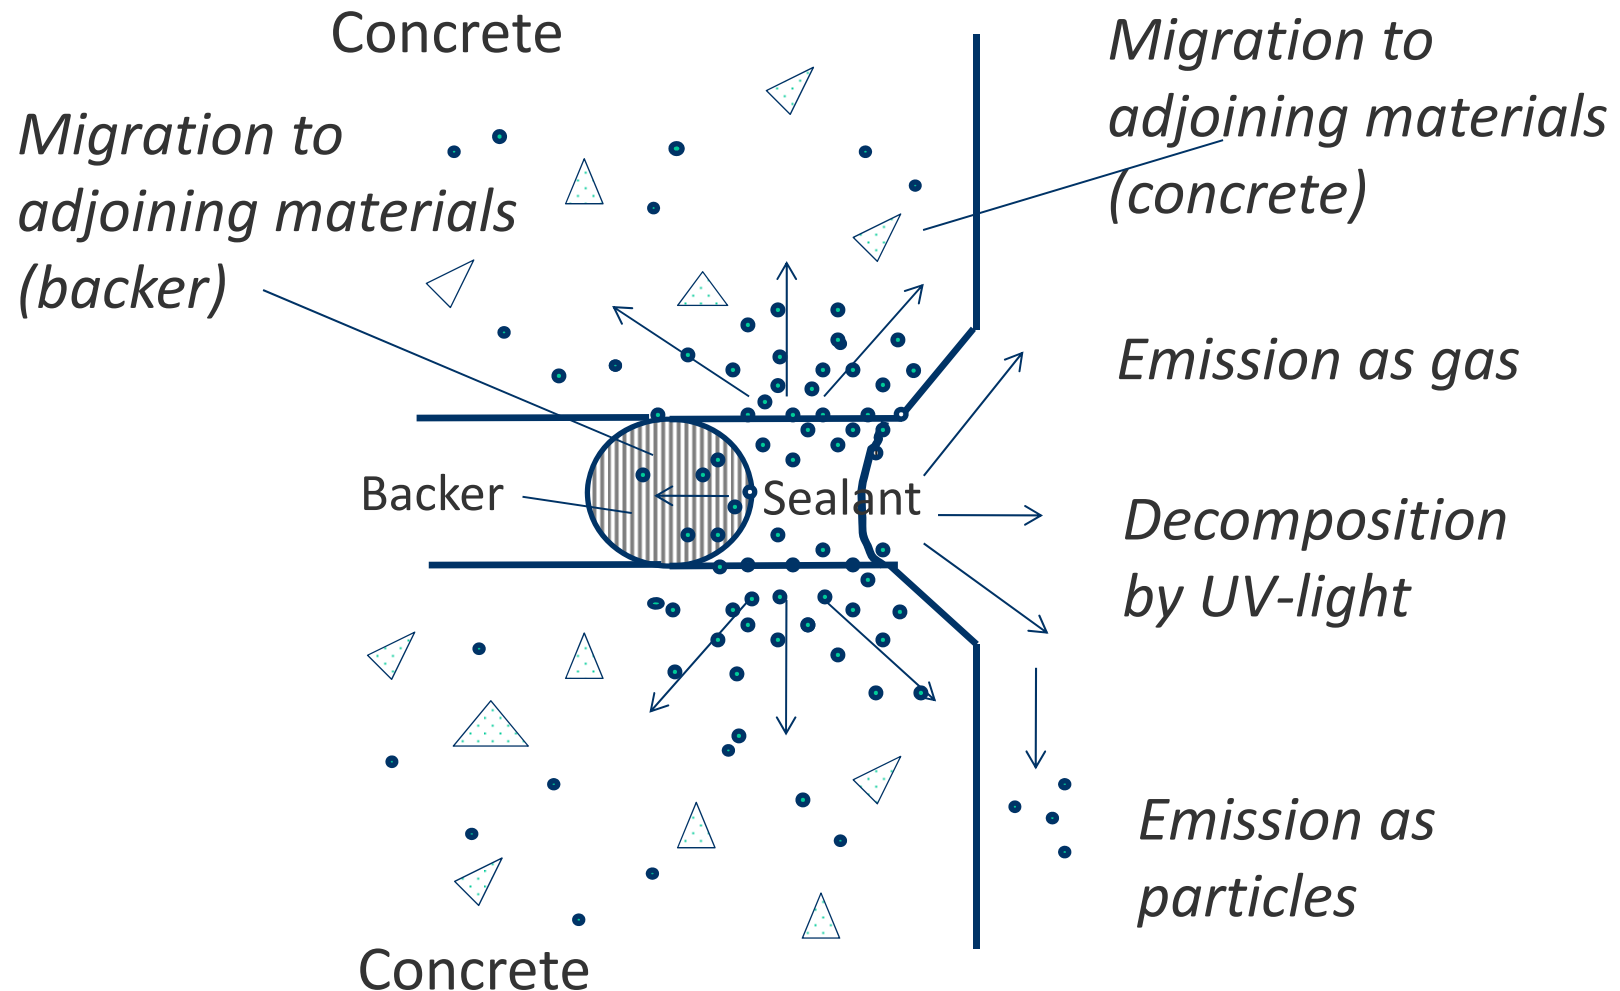 Concrete
Migration to
adjoining materials
(concrete)
Migration to
adjoining materials
(backer)
Emission as gas
Backer
Sealant
Decomposition
by UV-light
Emission as
particles
Concrete